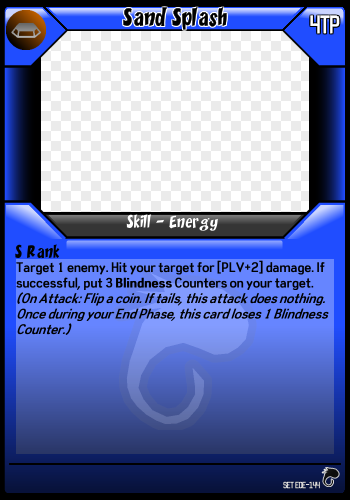 Sand Splash
4TP
Skill - Energy
S Rank
Target 1 enemy. Hit your target for [PLV+2] damage. If
successful, put 3 Blindness Counters on your target.
(On Attack: Flip a coin. If tails, this attack does nothing.
Once during your End Phase, this card loses 1 Blindness
Counter.)
SET EDE-144